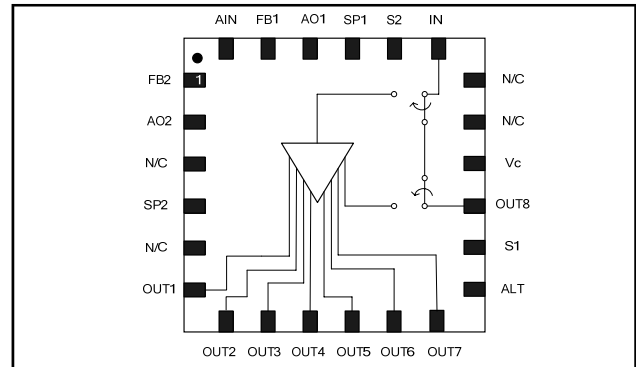 AIN FB1 AO1 SP1 S2 IN
FB2 1 N/C
AO2 N/C
N/C Vc
SP2 OUT8
N/C S1
OUT1 ALT
OUT2 OUT3 OUT4 OUT5 OUT6 OUT7